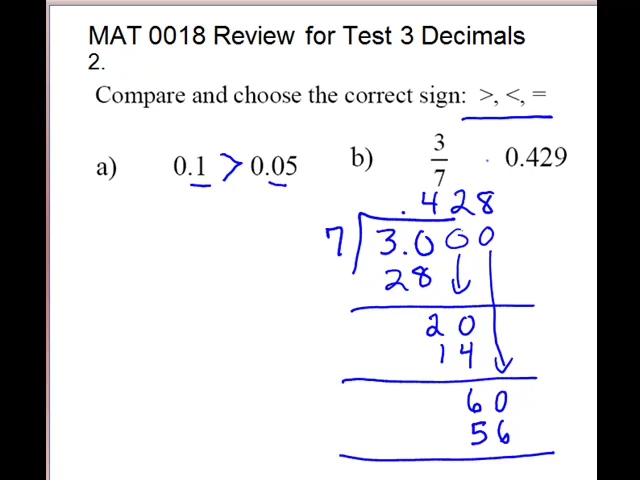 MAT 0018 Review for Test 3 Decimals
2.
Compare and choose the correct sign: >, <, =
a) 0.1 > 0.05 b) 3/7 0.429
.428
7 3.000
28
20
14
60
56